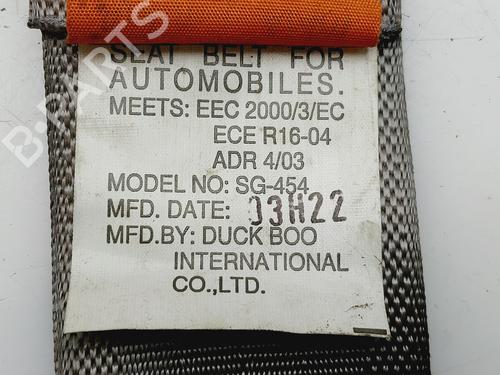 SEAT BELT FOR
AUTOMOBILES.
MEETS: EEC 2000/3/EC
ECE R16-04
ADR 4/03
MODEL NO: SG-454
MFD. DATE: 03H22
MFD.BY: DUCK BOO
INTERNATIONAL
CO.,LTD.
B-PARTS